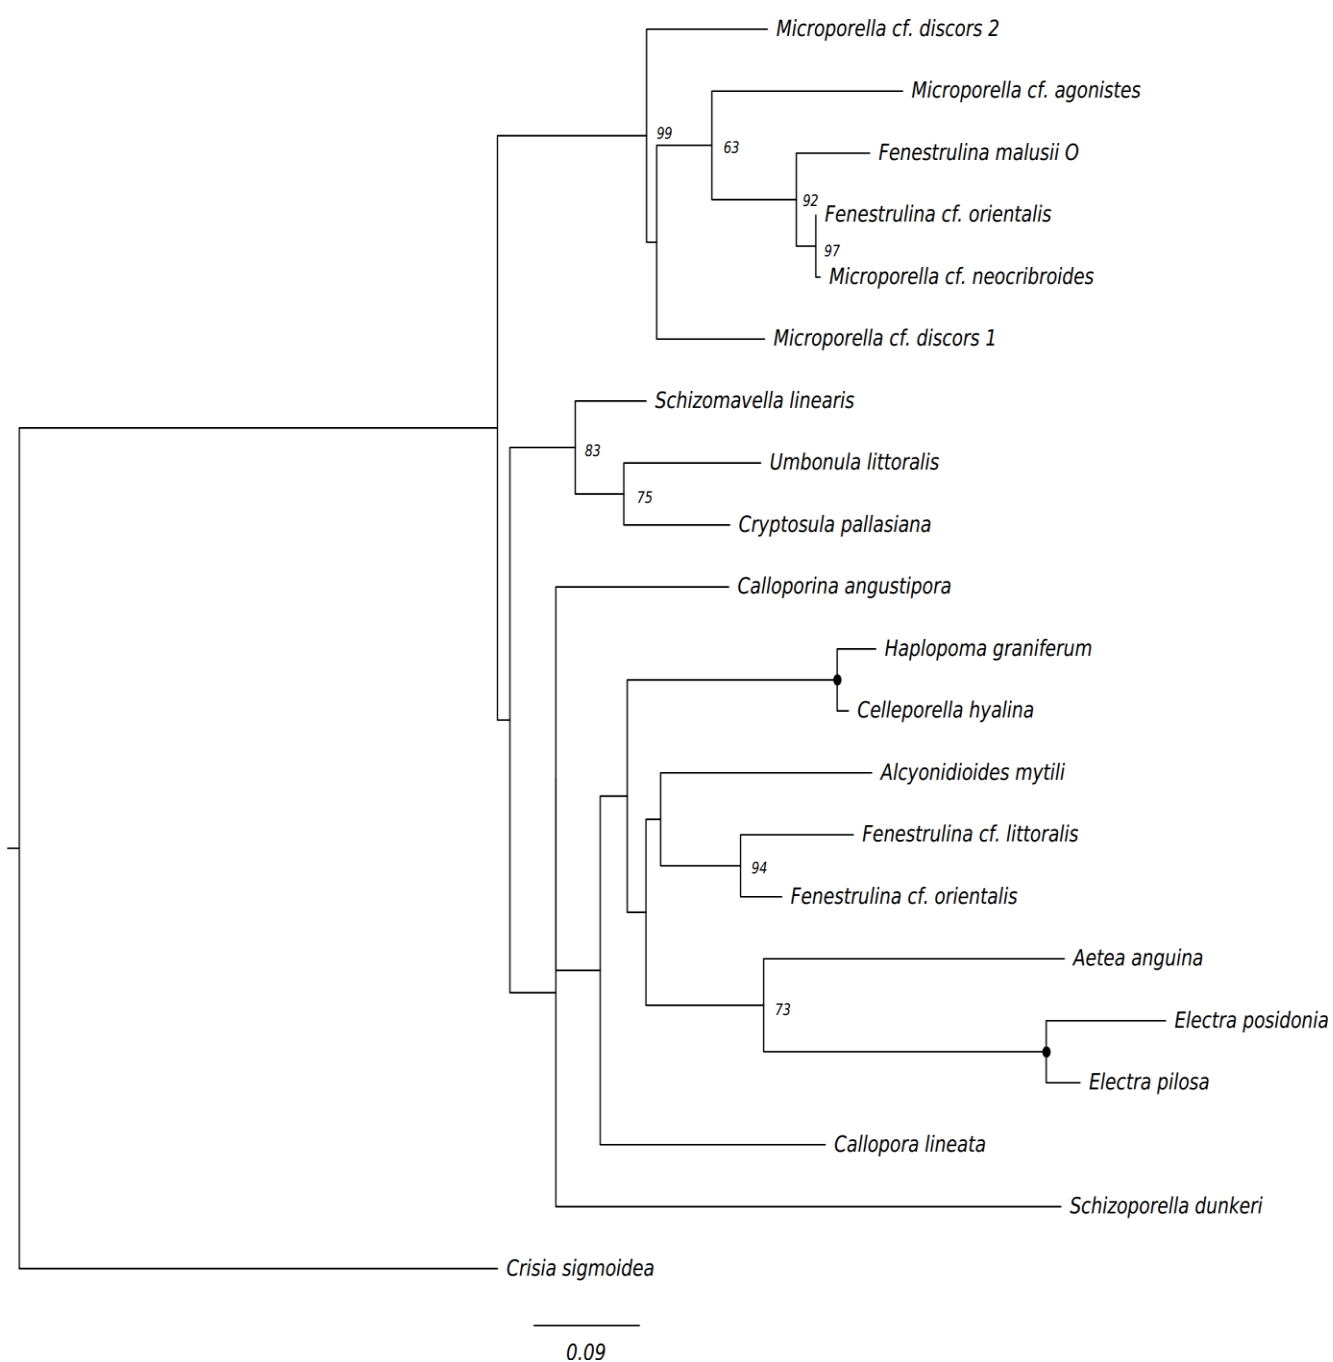 Microporella cf. discors 2
Microporella cf. agonistes
99
63
Fenestrulina malusii O
92
Fenestrulina cf. orientalis
97
Microporella cf. neocribroides
Microporella cf. discors 1
Schizomavella linearis
83
Umbonula littoralis
75
Cryptosula pallasiana
Calloporina angustipora
Haplopoma graniferum
Celleporella hyalina
Alcyonidioides mytili
Fenestrulina cf. littoralis
94
Fenestrulina cf. orientalis
Aetea anguina
73
Electra posidonia
Electra pilosa
Callopora lineata
Schizoporella dunkeri
Crisia sigmoidea
0.09